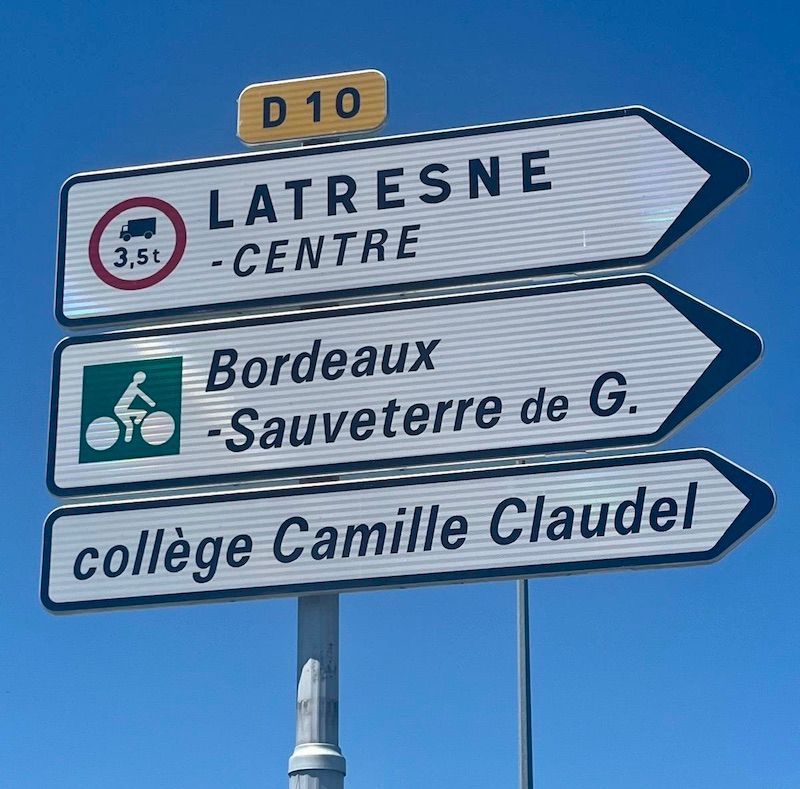 D 10
LATRESNE
3,5t
-CENTRE
Bordeaux
-Sauveterre de G.
collège Camille Claudel